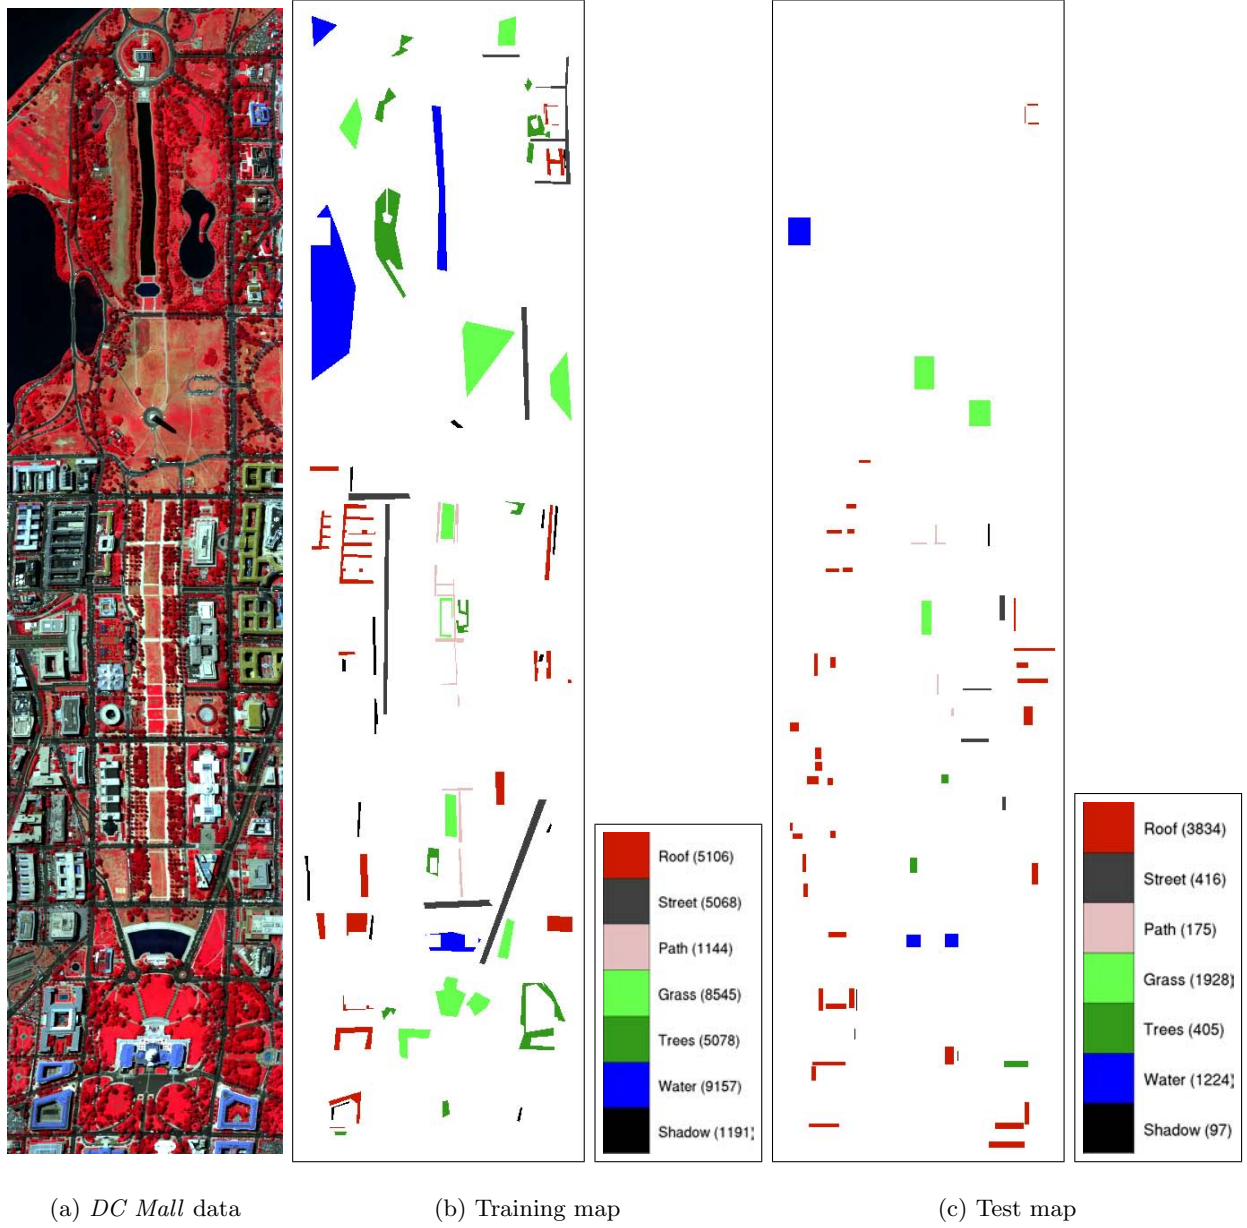 Roof (5106)
Street (5068)
Path (1144)
Grass (8545)
Trees (5078)
Water (9157)
Shadow (1191)
Roof (3834)
Street (416)
Path (175)
Grass (1928)
Trees (405)
Water (1224)
Shadow (97)
(a) DC Mall data
(b) Training map
(c) Test map